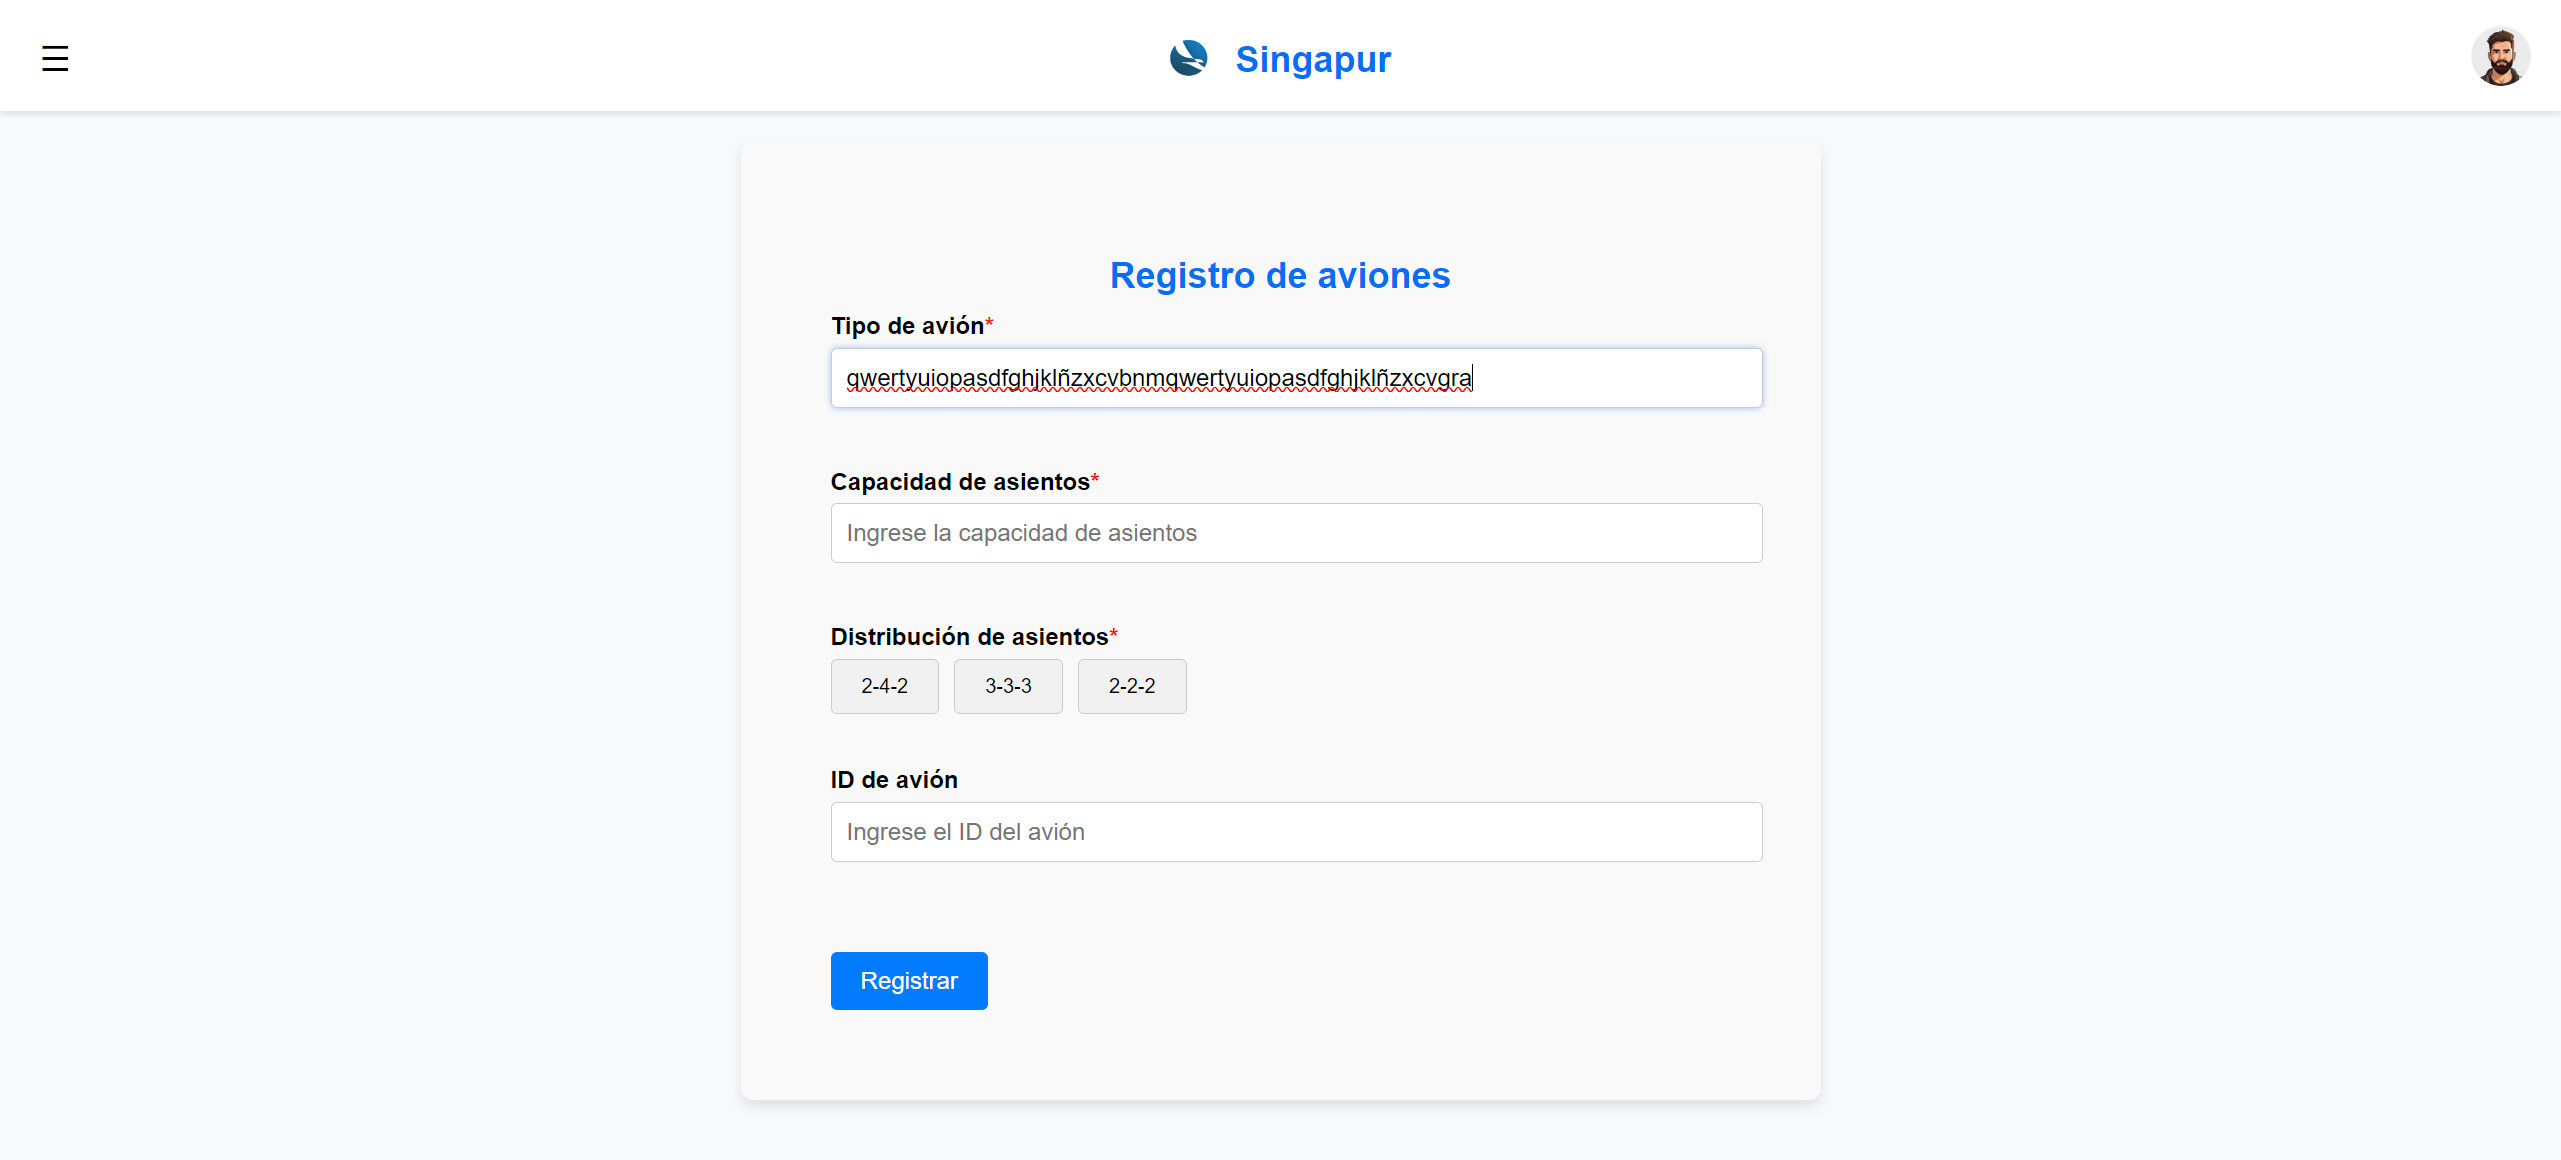 Singapur
Registro de aviones
Tipo de avión*
qwertyuiopasdfghjklñzxcvbnmqwertyuiopasdfghjklñzxcvgra
Capacidad de asientos*
Ingrese la capacidad de asientos
Distribución de asientos*
2-4-2 3-3-3 2-2-2
ID de avión
Ingrese el ID del avión
Registrar